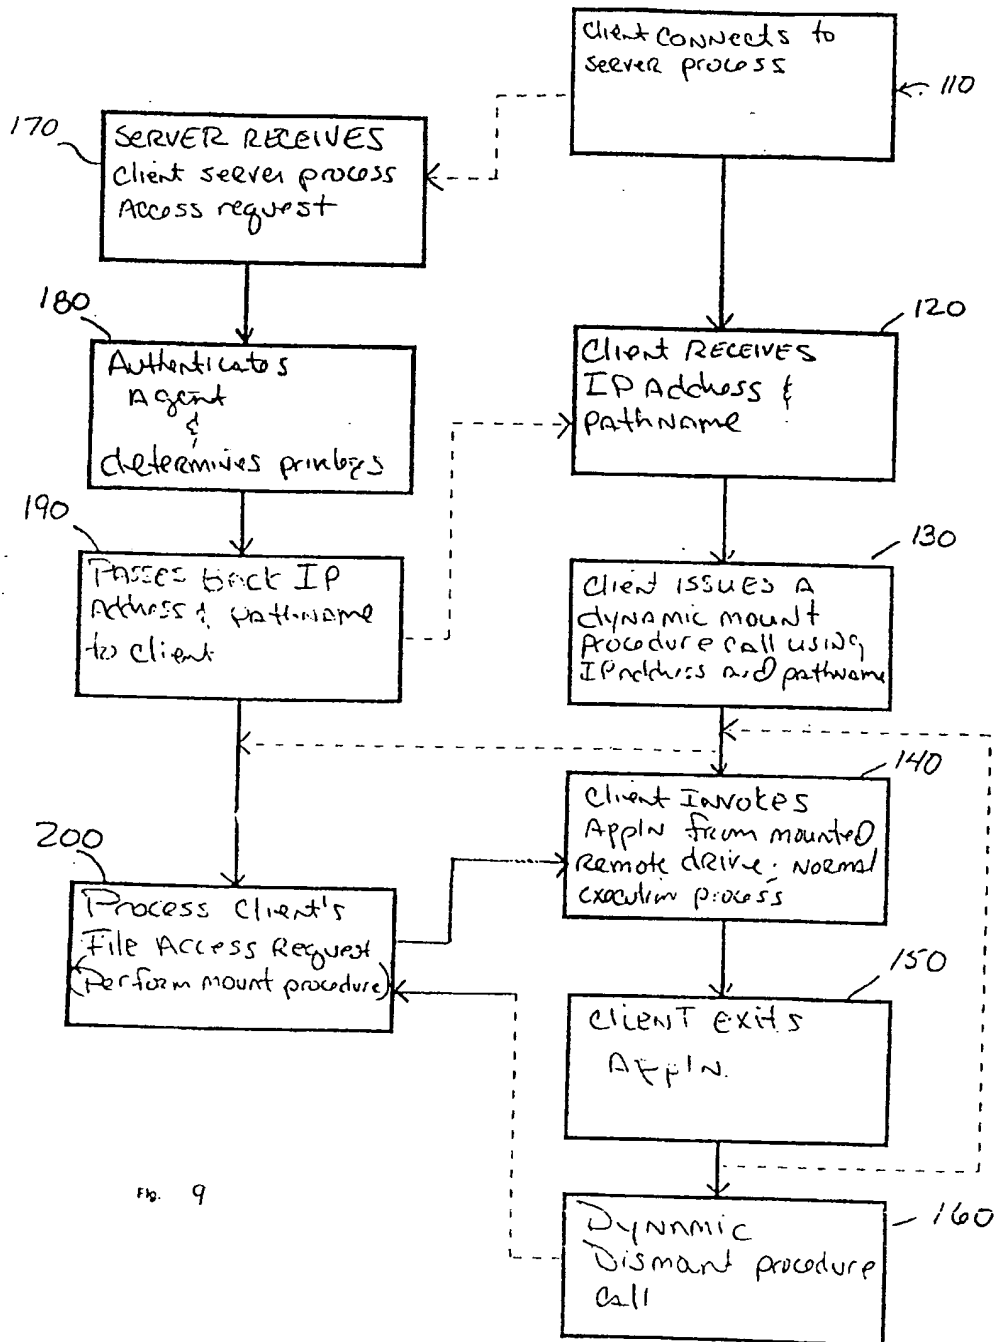 Client CONNECTS to
server process
110
170
SERVER RECEIVES
Client server process
Access request
180
Authenticates
Agent
&
determines privleges
120
Client RECEIVES
IP Address &
pathname
190
Passes back IP
Address & pathname
to client
130
Client ISSUES A
dynamic mount
Procedure call using
IP address and pathname
140
Client Invokes
Appln from mounted
Remote drive; Normal
execution process
200
Process Client's
File Access Request
(Perform mount procedure)
150
Client Exits
Appln.
160
Dynamic
Dismant procedure
Call
FIG. 9